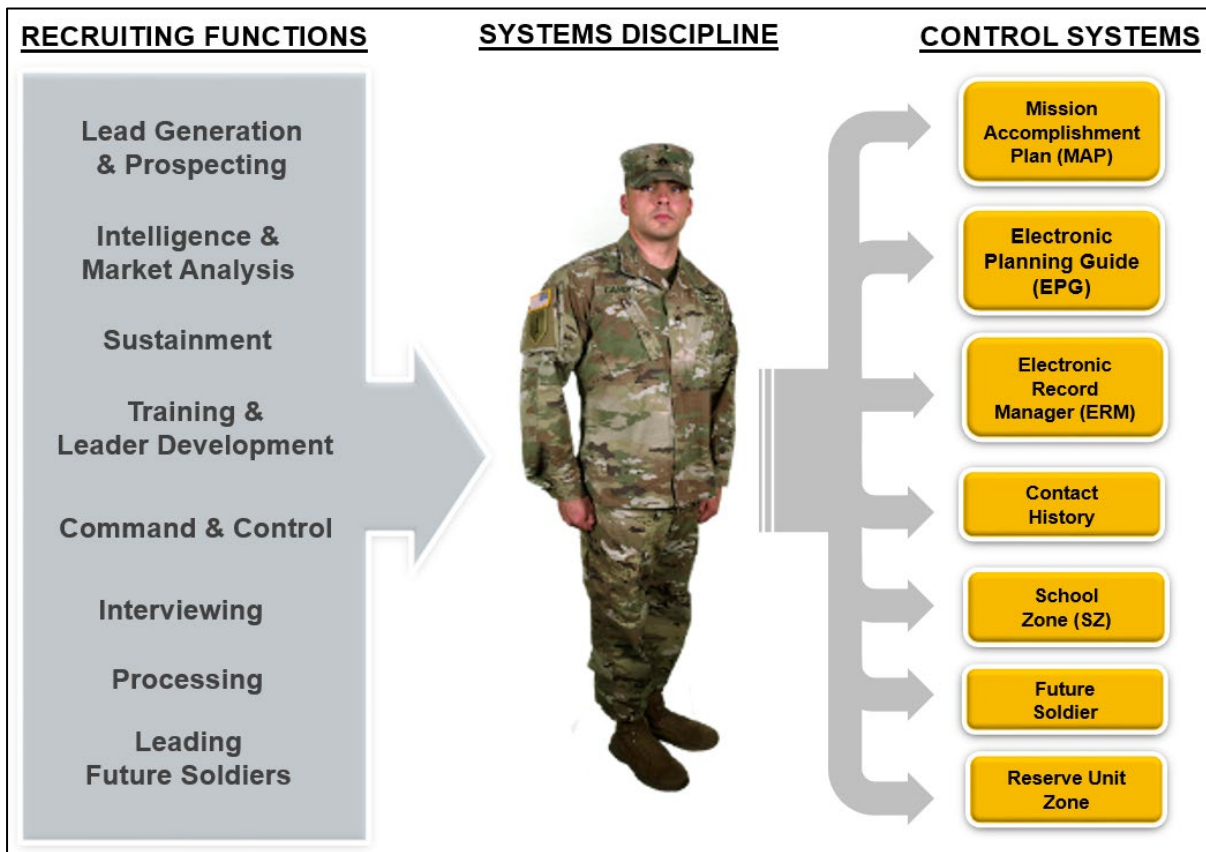 RECRUITING FUNCTIONS
Lead Generation
& Prospecting
Intelligence &
Market Analysis
Sustainment
Training &
Leader Development
Command & Control
Interviewing
Processing
Leading
Future Soldiers
SYSTEMS DISCIPLINE
CONTROL SYSTEMS
Mission
Accomplishment
Plan (MAP)
Electronic
Planning Guide
(EPG)
Electronic
Record
Manager (ERM)
Contact
History
School
Zone (SZ)
Future
Soldier
Reserve Unit
Zone